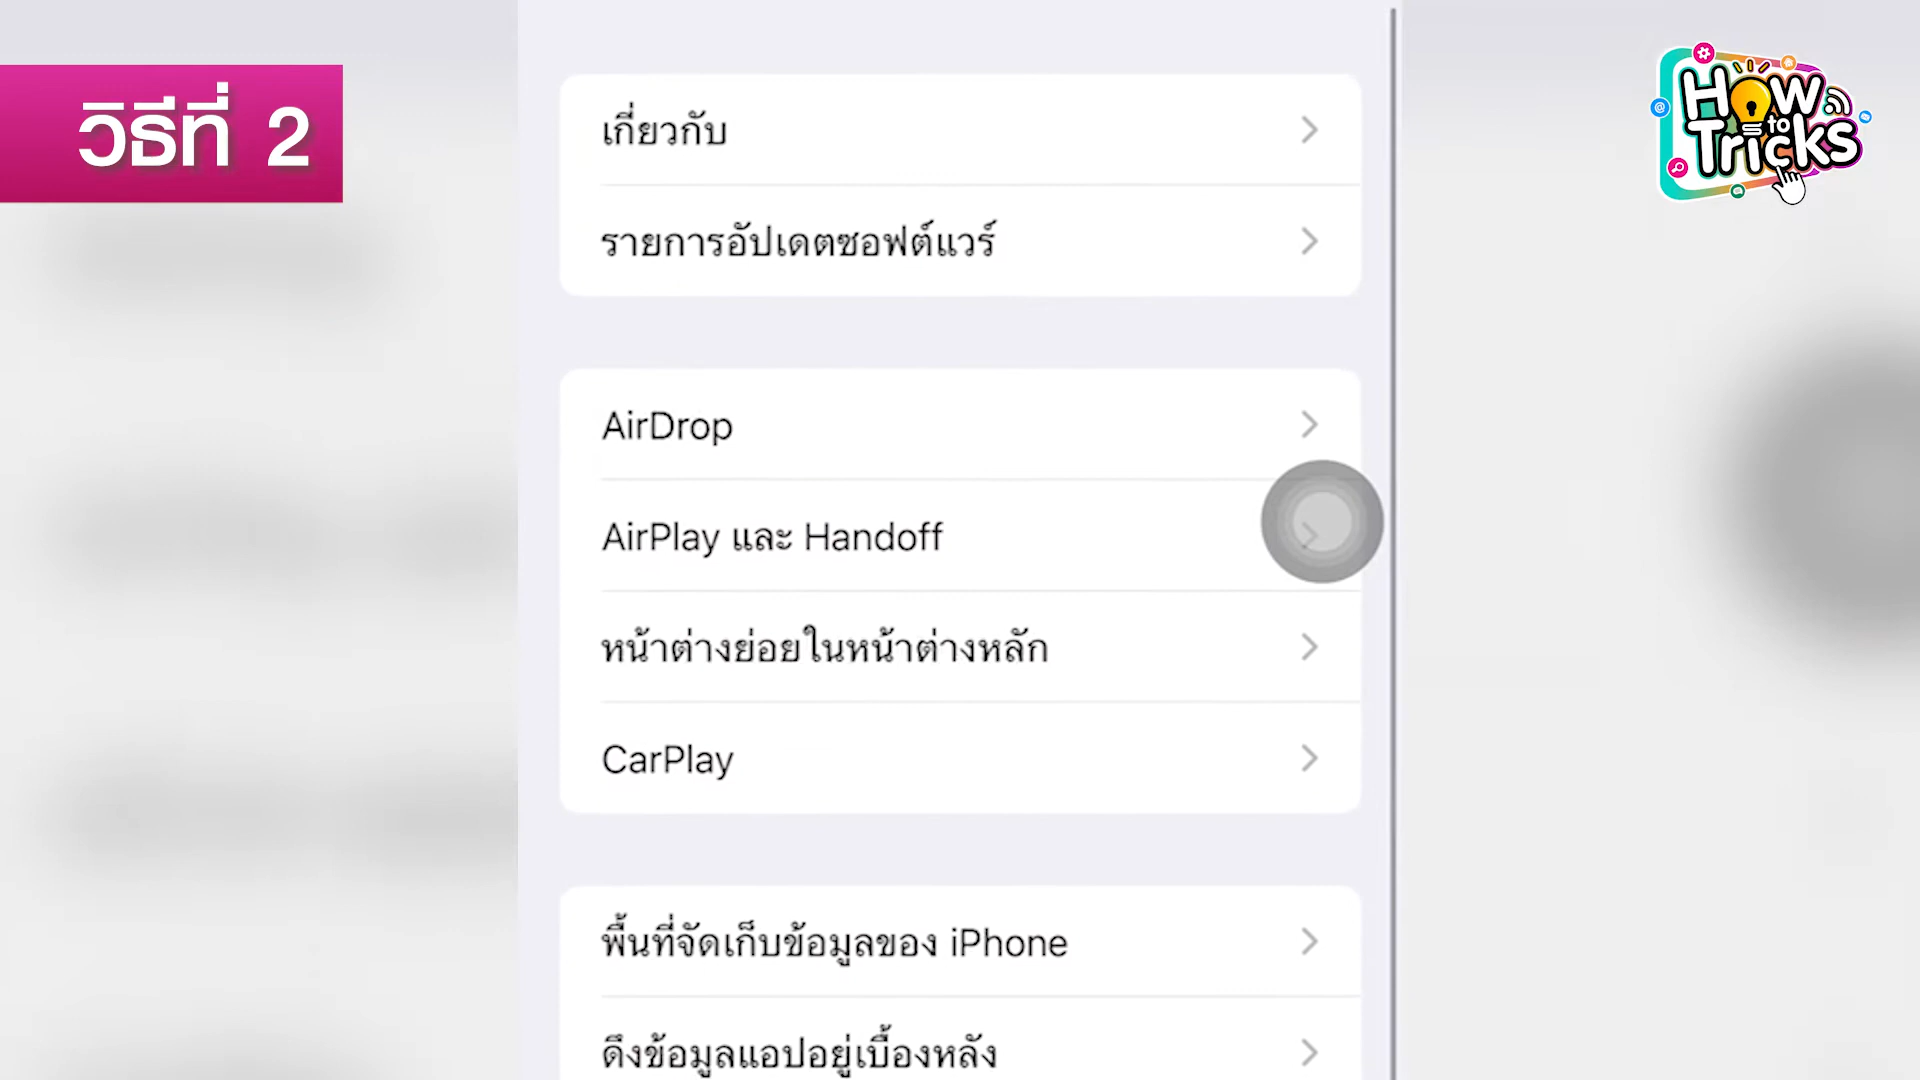 วิธีที่ 2
How to Tricks
เกี่ยวกับ
รายการอัปเดตซอฟต์แวร์
AirDrop
AirPlay และ Handoff
หน้าต่างย่อยในหน้าต่างหลัก
CarPlay
พื้นที่จัดเก็บข้อมูลของ iPhone
ดึงข้อมูลแอปอยู่เบื้องหลัง